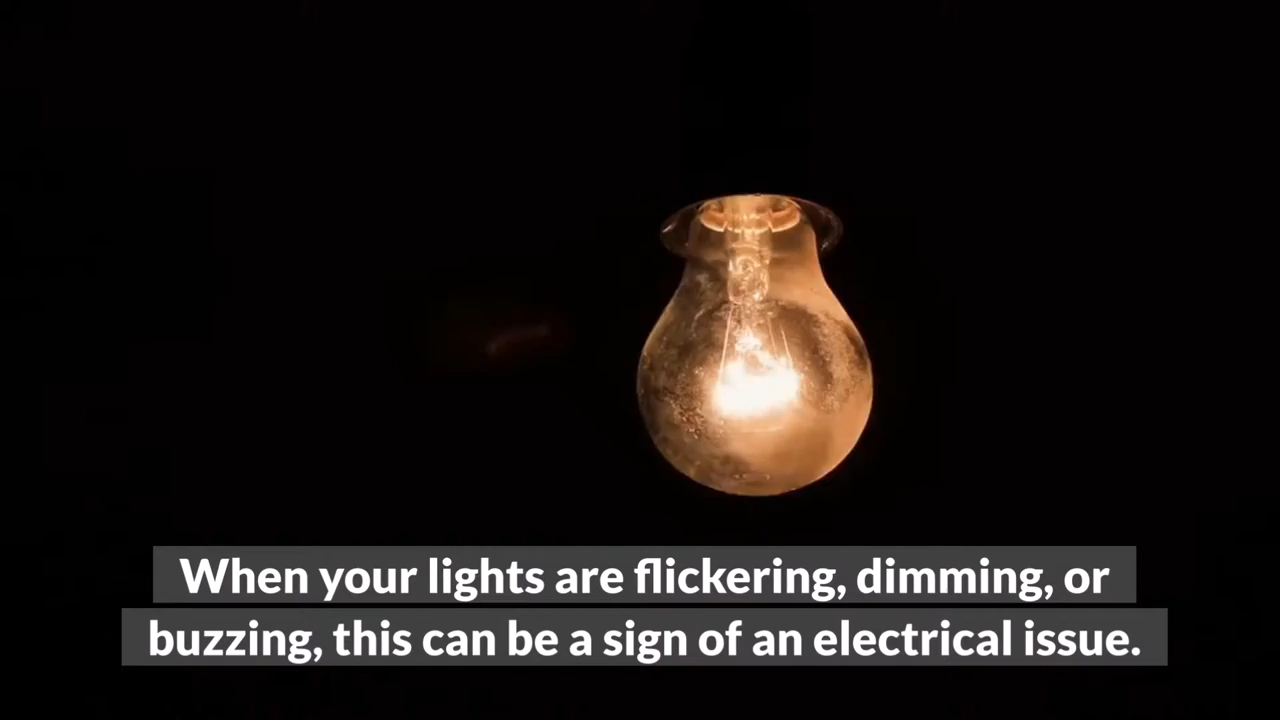 When your lights are flickering, dimming, or
buzzing, this can be a sign of an electrical issue.